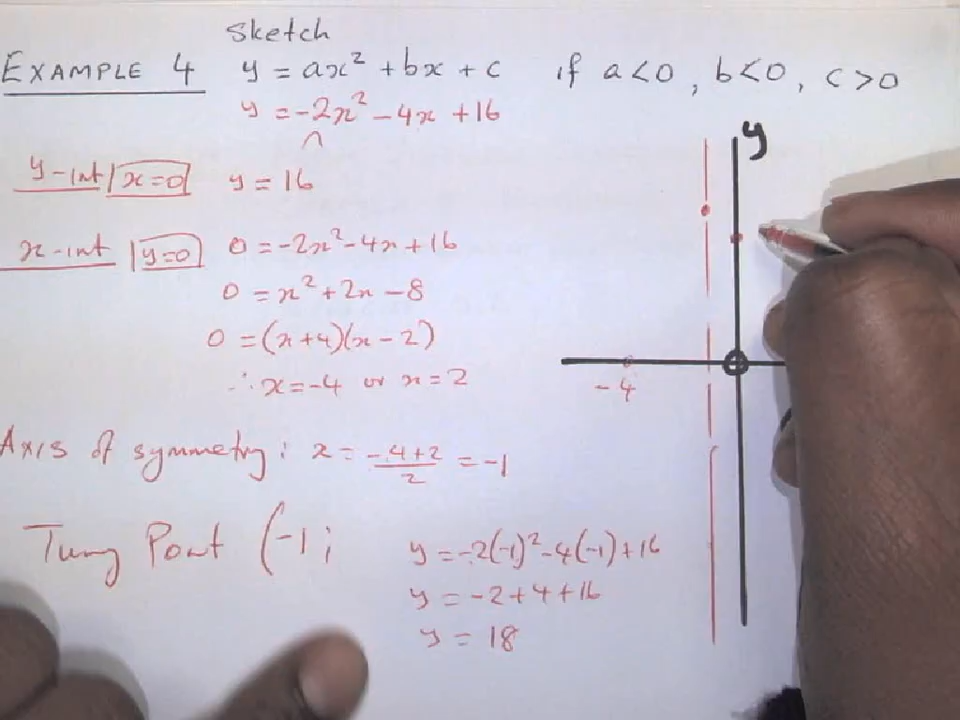 Sketch
EXAMPLE 4 y = ax² + bx + c if a<0, b<0, c>0
y = -2x² - 4x + 16
y-int | x=0 y = 16
x-int | y=0 0 = -2x² - 4x + 16
0 = x² + 2x - 8
0 = (x+4)(x-2)
∴ x = -4 or x = 2
Axis of symmetry: x = (-4+2)/2 = -1
Turng Point (-1;
y = -2(-1)² - 4(-1) + 16
y = -2 + 4 + 16
y = 18
y
-4